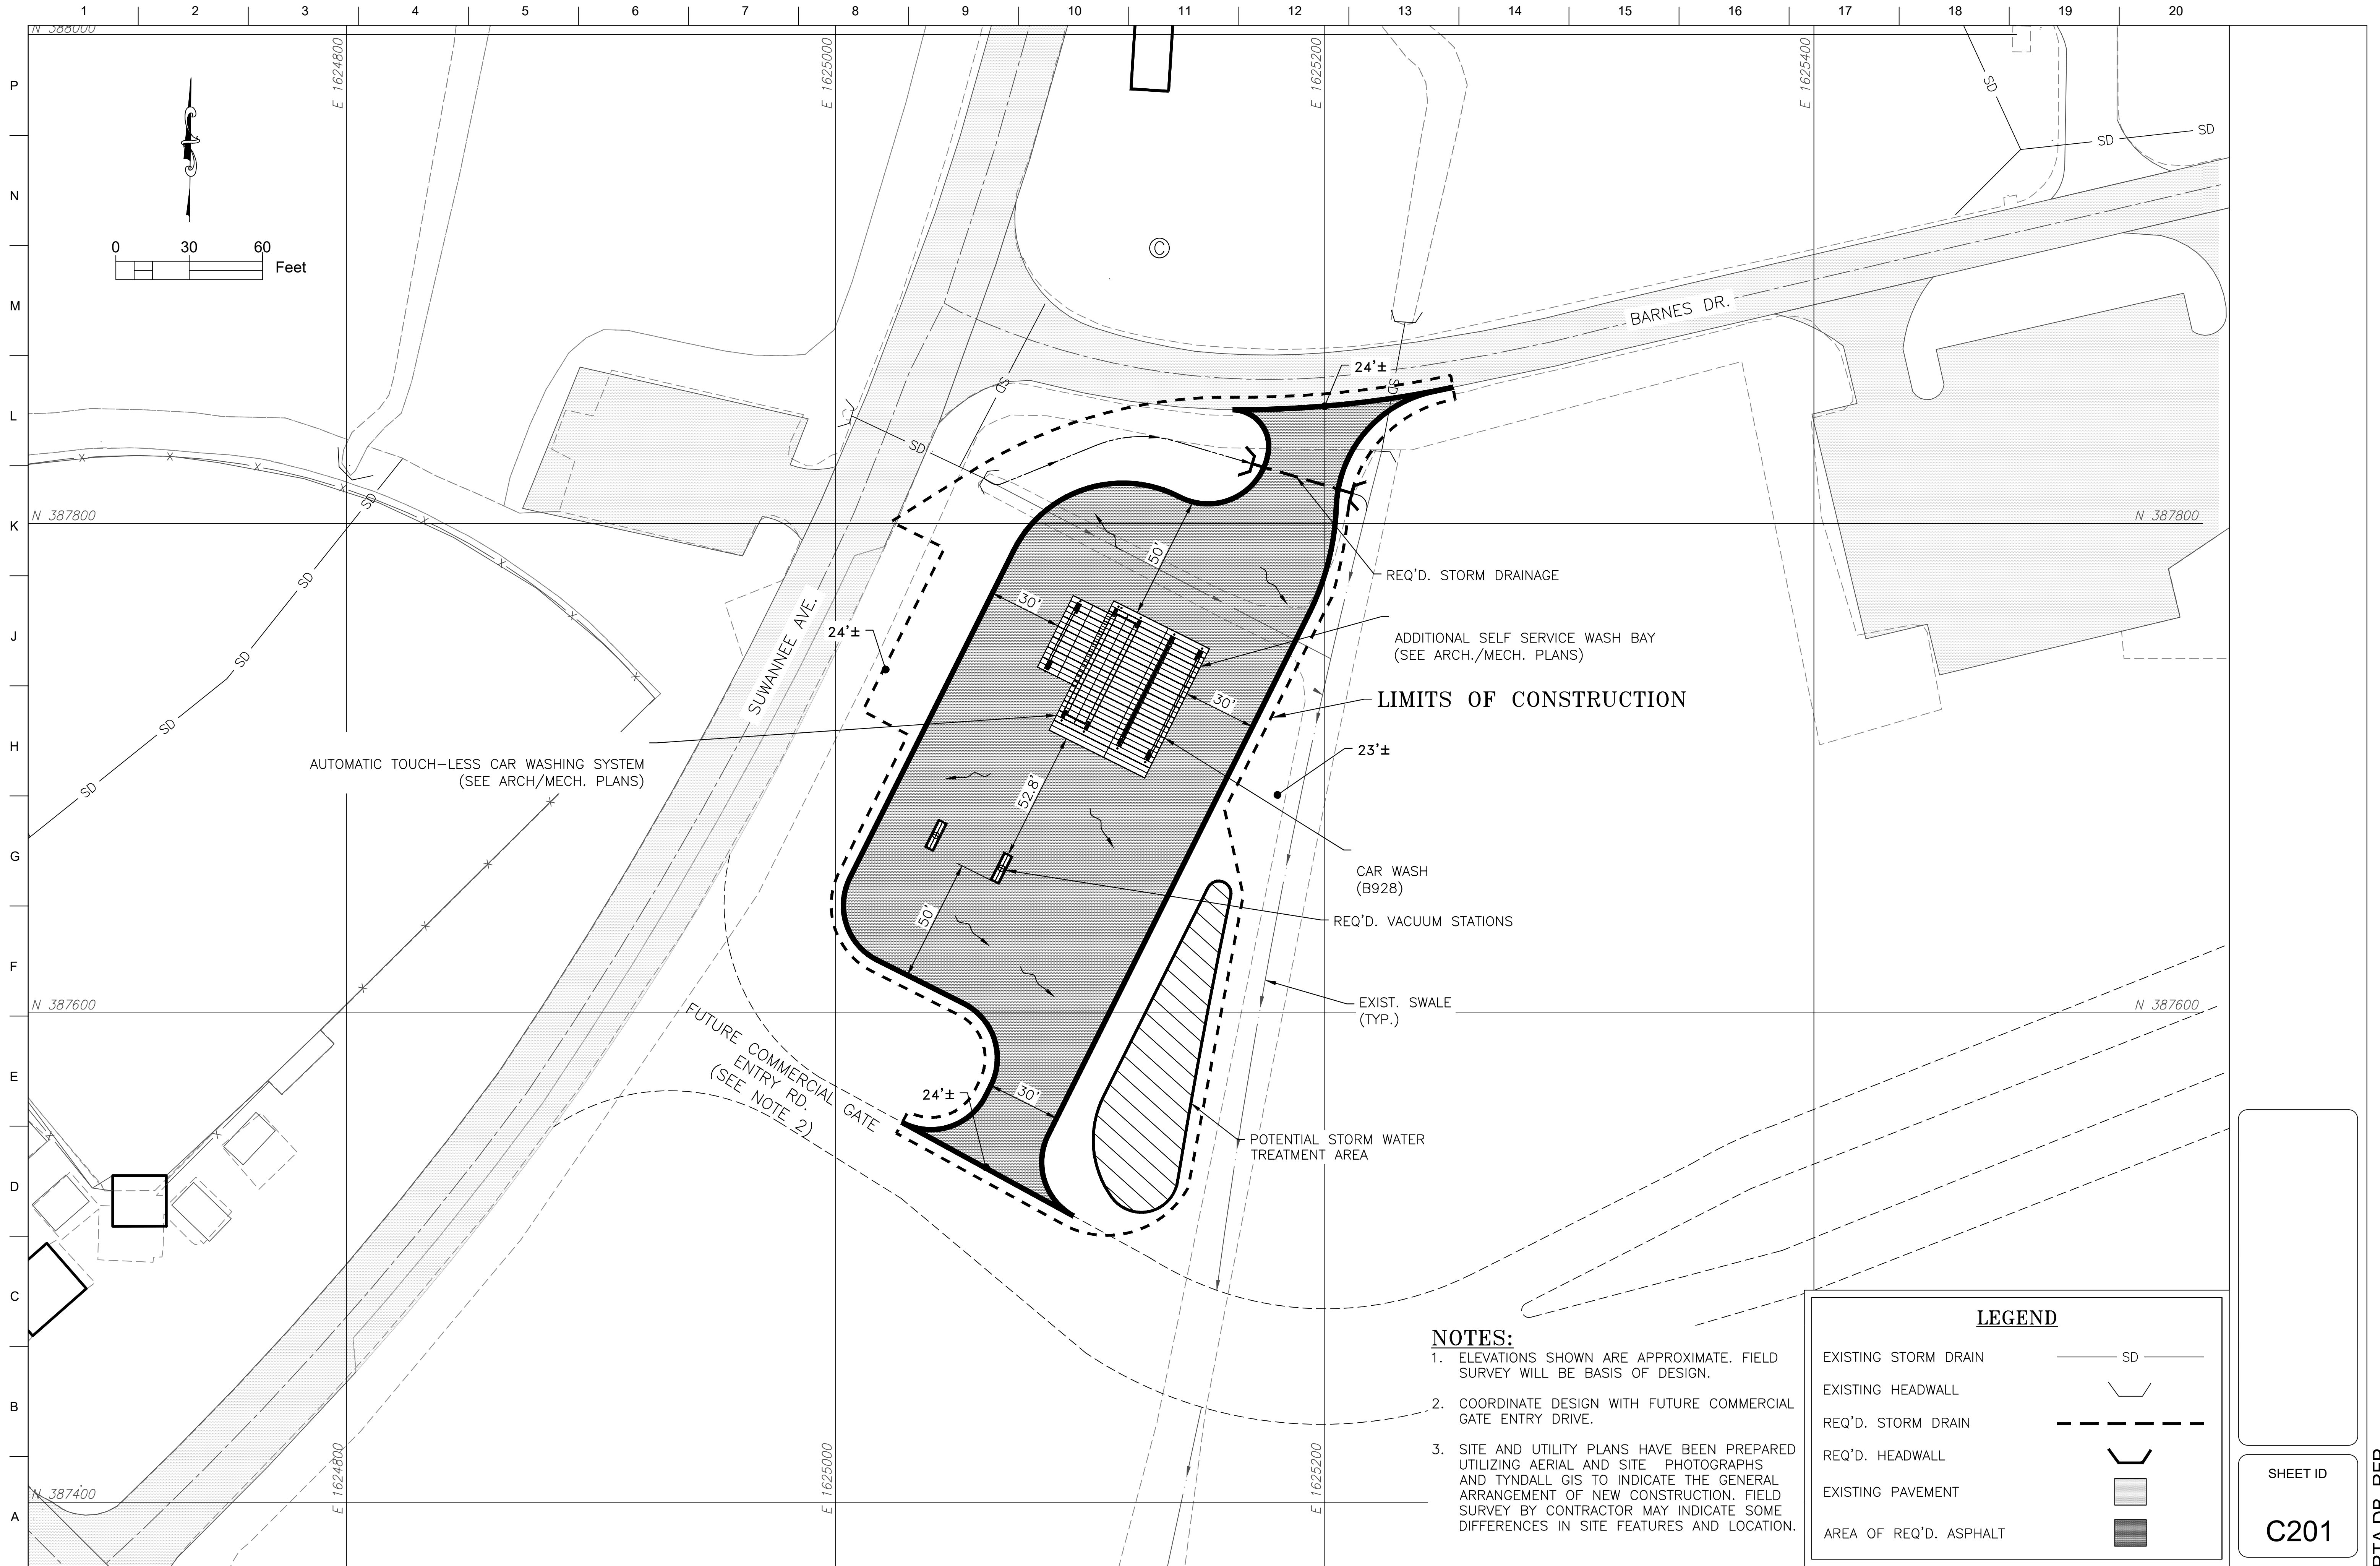 1 2 3 4 5 6 7 8 9 10 11 12 13 14 15 16 17 18 19 20
N 388000
E 1624800
E 1625000
E 1625200
E 1625400
P
N
M
L
K
J
H
G
F
E
D
C
B
A
0 30 60
Feet
©
SD
SD
SD
BARNES DR.
24'±
SD
SD
SD
SD
SD
SD
SD
SD
N 387800
N 387800
50'
REQ'D. STORM DRAINAGE
30'
24'±
SUWANNEE AVE.
ADDITIONAL SELF SERVICE WASH BAY
(SEE ARCH./MECH. PLANS)
LIMITS OF CONSTRUCTION
30'
23'±
AUTOMATIC TOUCH-LESS CAR WASHING SYSTEM
(SEE ARCH/MECH. PLANS)
52.8'
CAR WASH
(B928)
REQ'D. VACUUM STATIONS
50'
N 387600
EXIST. SWALE
(TYP.)
N 387600
FUTURE COMMERCIAL GATE
ENTRY RD.
(SEE NOTE 2)
24'±
30'
POTENTIAL STORM WATER
TREATMENT AREA
NOTES:
1. ELEVATIONS SHOWN ARE APPROXIMATE. FIELD
SURVEY WILL BE BASIS OF DESIGN.
2. COORDINATE DESIGN WITH FUTURE COMMERCIAL
GATE ENTRY DRIVE.
3. SITE AND UTILITY PLANS HAVE BEEN PREPARED
UTILIZING AERIAL AND SITE PHOTOGRAPHS
AND TYNDALL GIS TO INDICATE THE GENERAL
ARRANGEMENT OF NEW CONSTRUCTION. FIELD
SURVEY BY CONTRACTOR MAY INDICATE SOME
DIFFERENCES IN SITE FEATURES AND LOCATION.
LEGEND
EXISTING STORM DRAIN SD
EXISTING HEADWALL
REQ'D. STORM DRAIN
REQ'D. HEADWALL
EXISTING PAVEMENT
AREA OF REQ'D. ASPHALT
N 387400
E 1624800
E 1625000
E 1625200
SHEET ID
C201